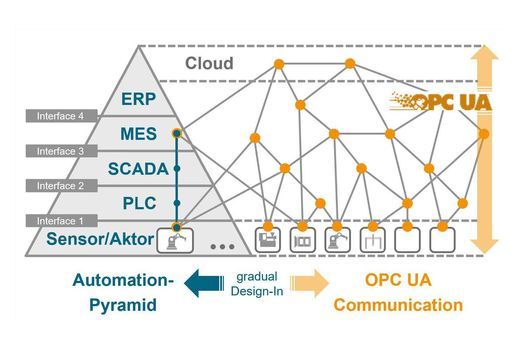 Cloud
ERP
OPC UA
Interface 4
MES
Interface 3
SCADA
Interface 2
PLC
Interface 1
Sensor/Aktor
...
Automation-
Pyramid
gradual
Design-In
OPC UA
Communication